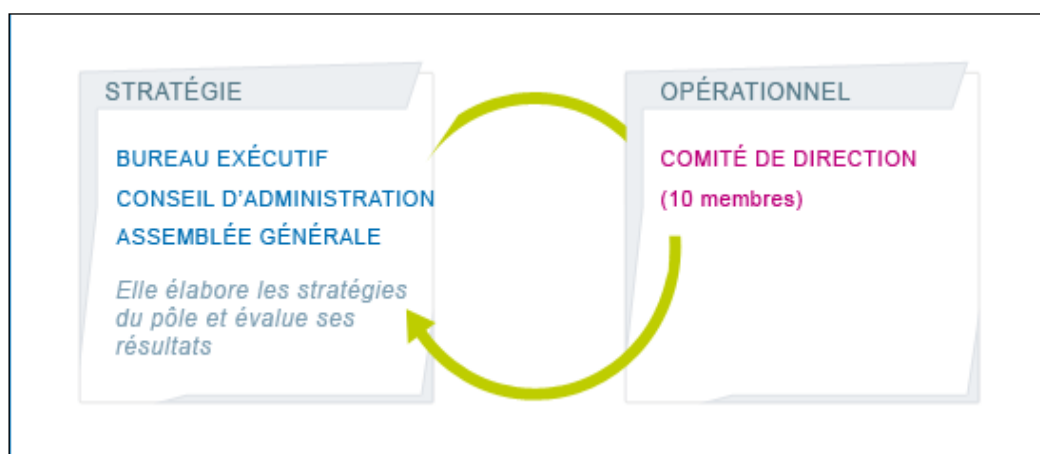 STRATÉGIE
BUREAU EXÉCUTIF
CONSEIL D'ADMINISTRATION
ASSEMBLÉE GÉNÉRALE
Elle élabore les stratégies
du pôle et évalue ses
résultats
OPÉRATIONNEL
COMITÉ DE DIRECTION
(10 membres)